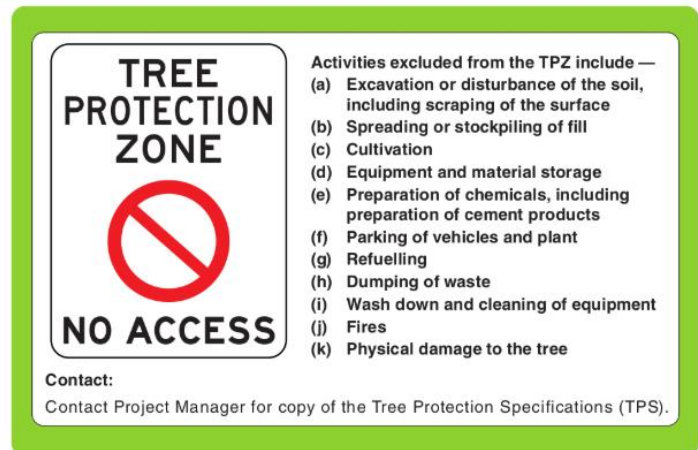 TREE
PROTECTION
ZONE
NO ACCESS
Activities excluded from the TPZ include —
(a) Excavation or disturbance of the soil,
including scraping of the surface
(b) Spreading or stockpiling of fill
(c) Cultivation
(d) Equipment and material storage
(e) Preparation of chemicals, including
preparation of cement products
(f) Parking of vehicles and plant
(g) Refuelling
(h) Dumping of waste
(i) Wash down and cleaning of equipment
(j) Fires
(k) Physical damage to the tree
Contact:
Contact Project Manager for copy of the Tree Protection Specifications (TPS).